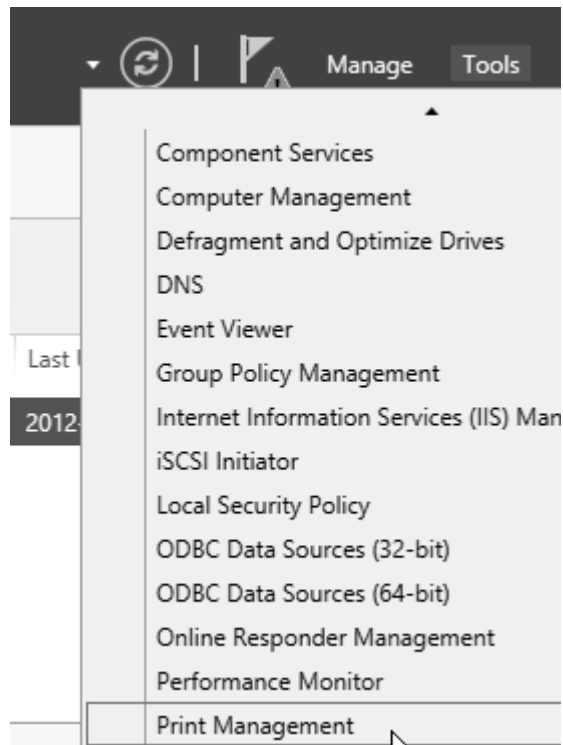 Manage Tools
Component Services
Computer Management
Defragment and Optimize Drives
DNS
Event Viewer
Last
Group Policy Management
2012-
Internet Information Services (IIS) Man
iSCSI Initiator
Local Security Policy
ODBC Data Sources (32-bit)
ODBC Data Sources (64-bit)
Online Responder Management
Performance Monitor
Print Management